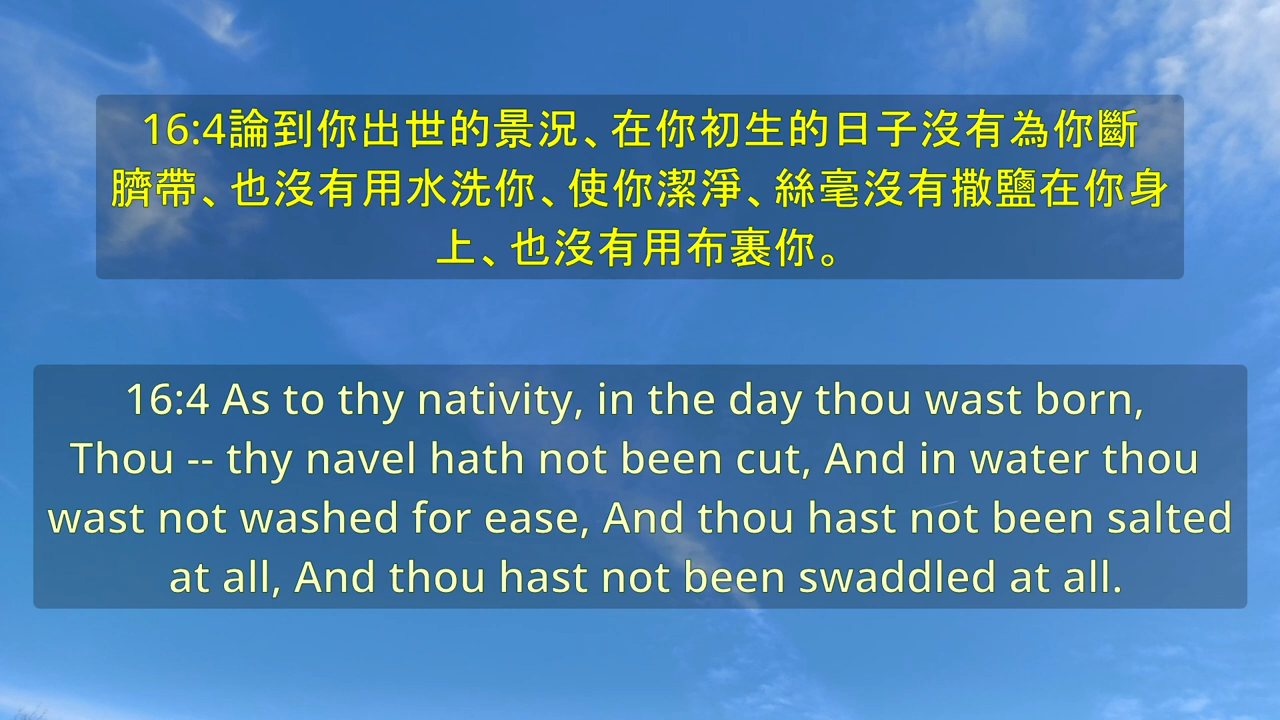 16:4論到你出世的景況、在你初生的日子沒有為你斷
臍帶、也沒有用水洗你、使你潔淨、絲毫沒有撒鹽在你身
上、也沒有用布裹你。
16:4 As to thy nativity, in the day thou wast born,
Thou -- thy navel hath not been cut, And in water thou
wast not washed for ease, And thou hast not been salted
at all, And thou hast not been swaddled at all.